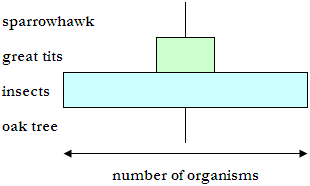 sparrowhawk
great tits
insects
oak tree
number of organisms